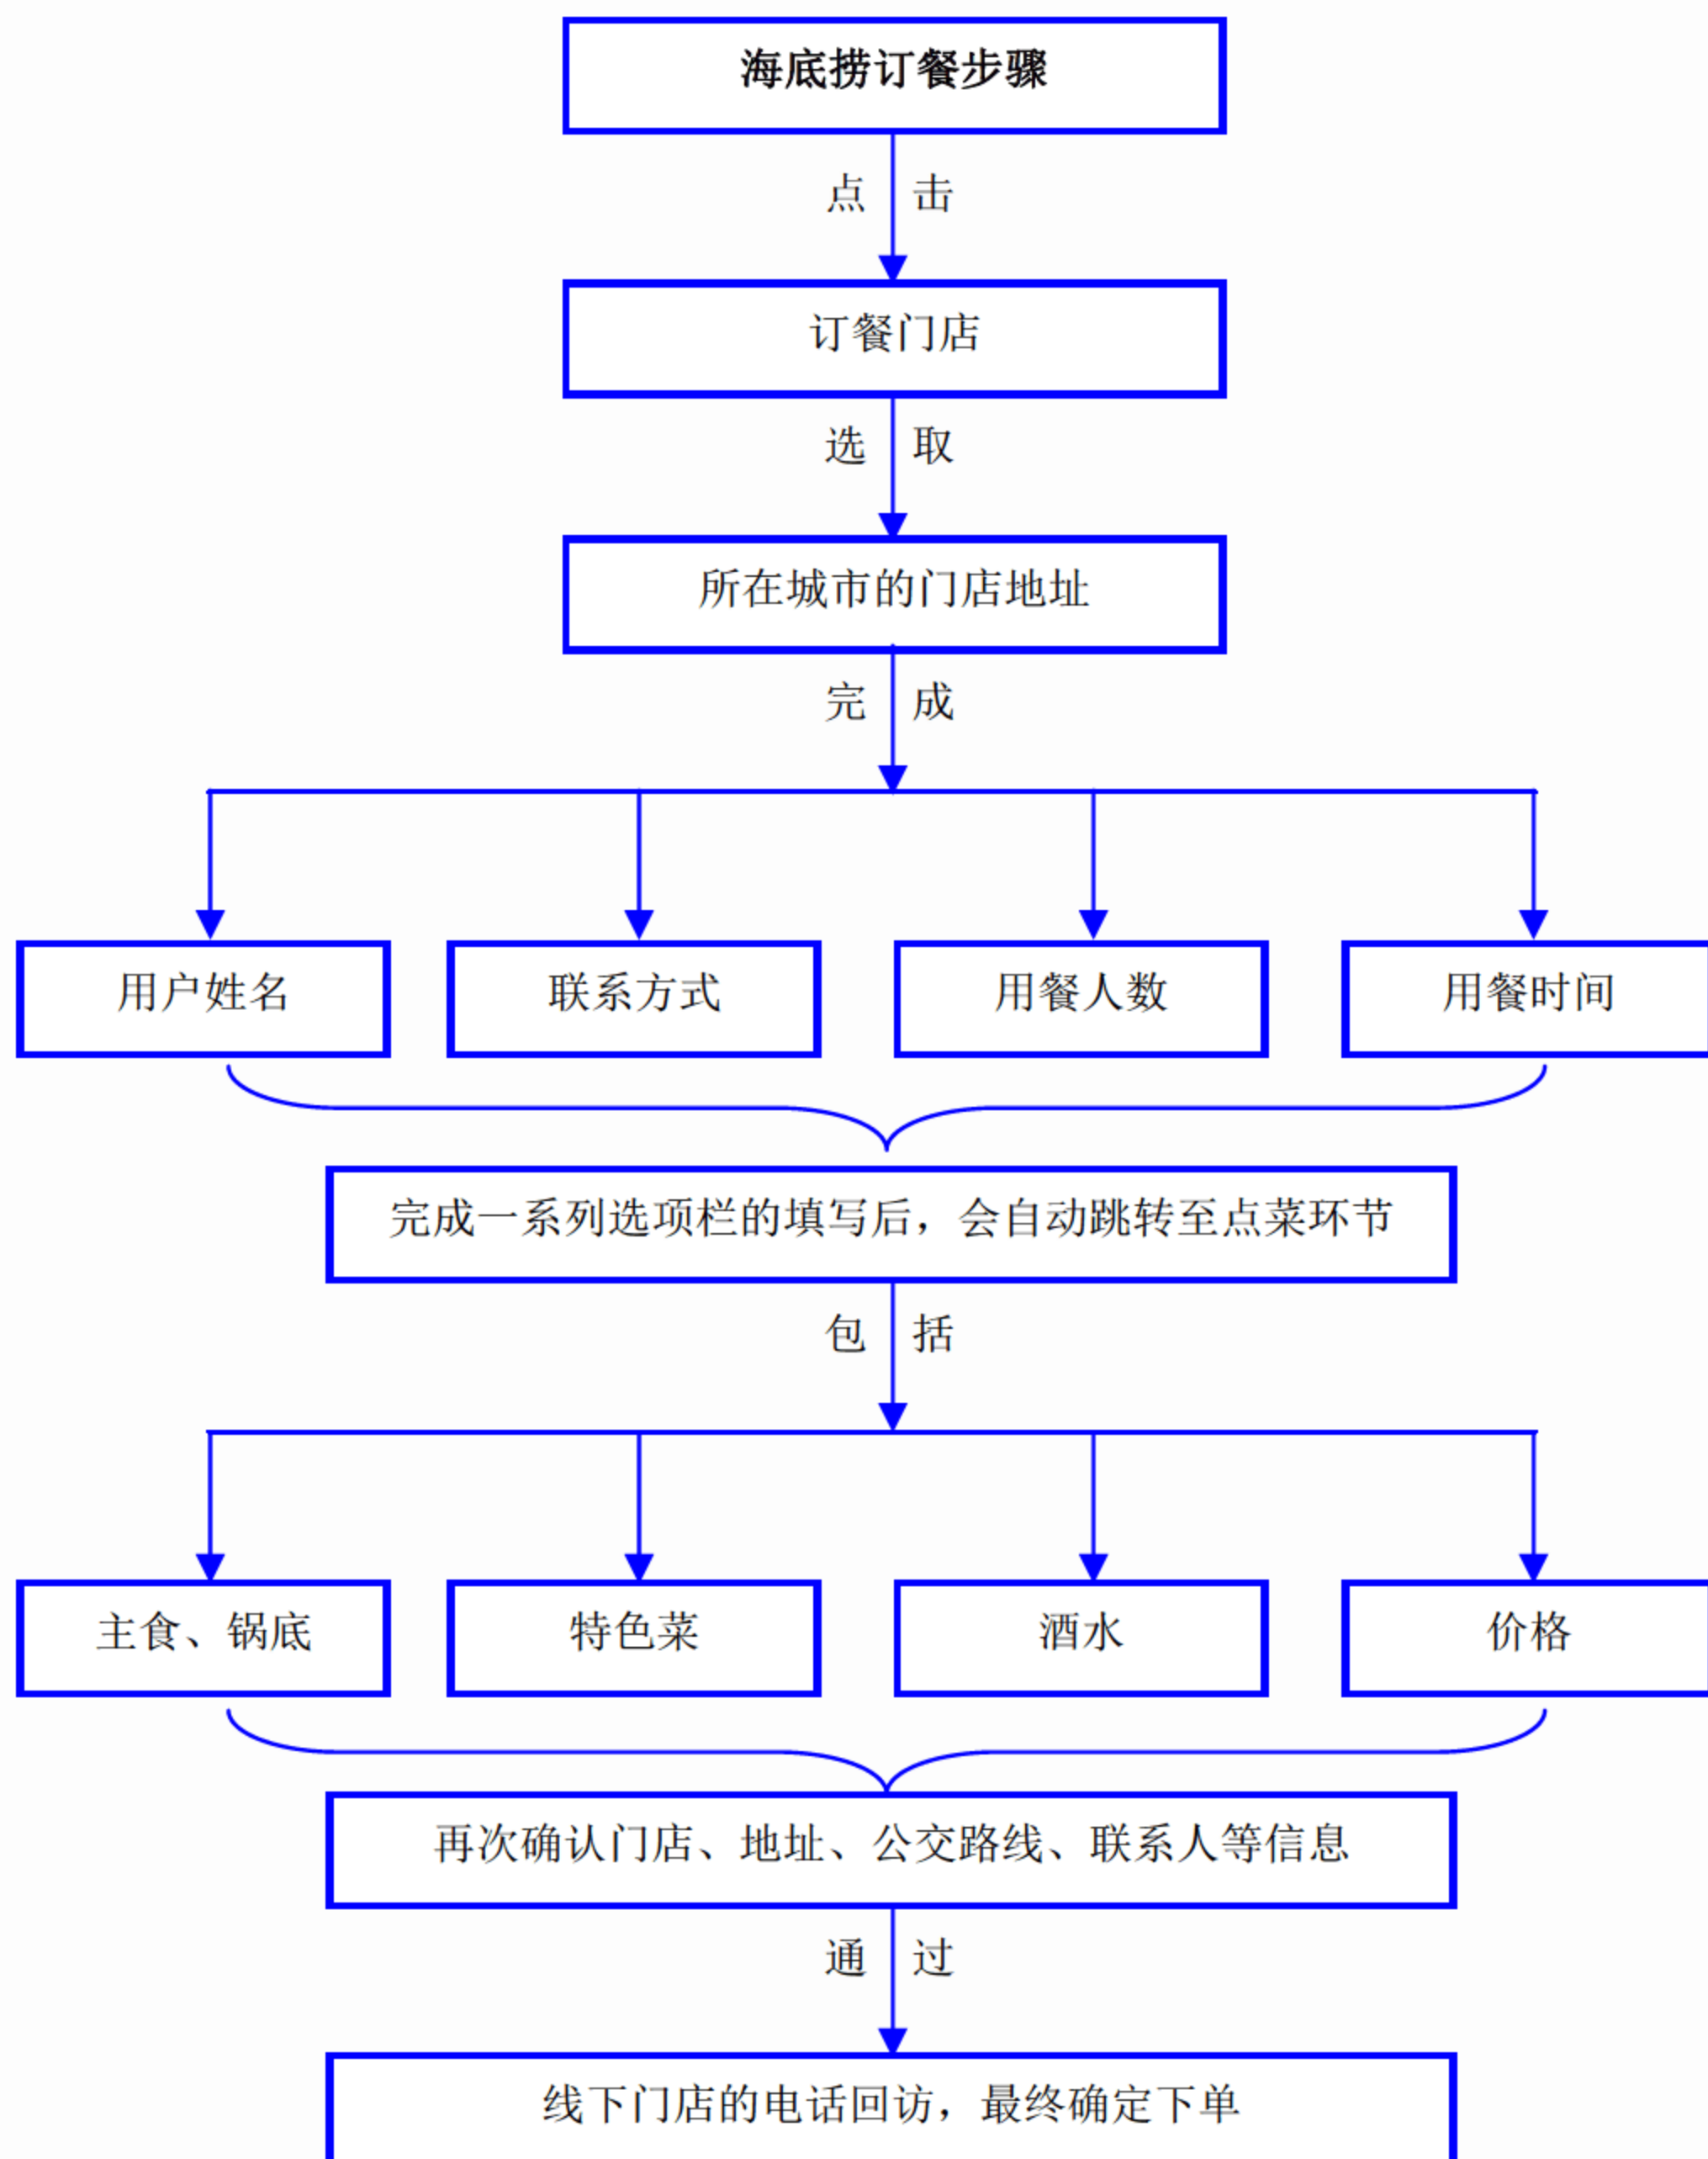 海底捞订餐步骤
点 击
订餐门店
选 取
所在城市的门店地址
完 成
用户姓名
联系方式
用餐人数
用餐时间
完成一系列选项栏的填写后，会自动跳转至点菜环节
包 括
主食、锅底
特色菜
酒水
价格
再次确认门店、地址、公交路线、联系人等信息
通 过
线下门店的电话回访，最终确定下单